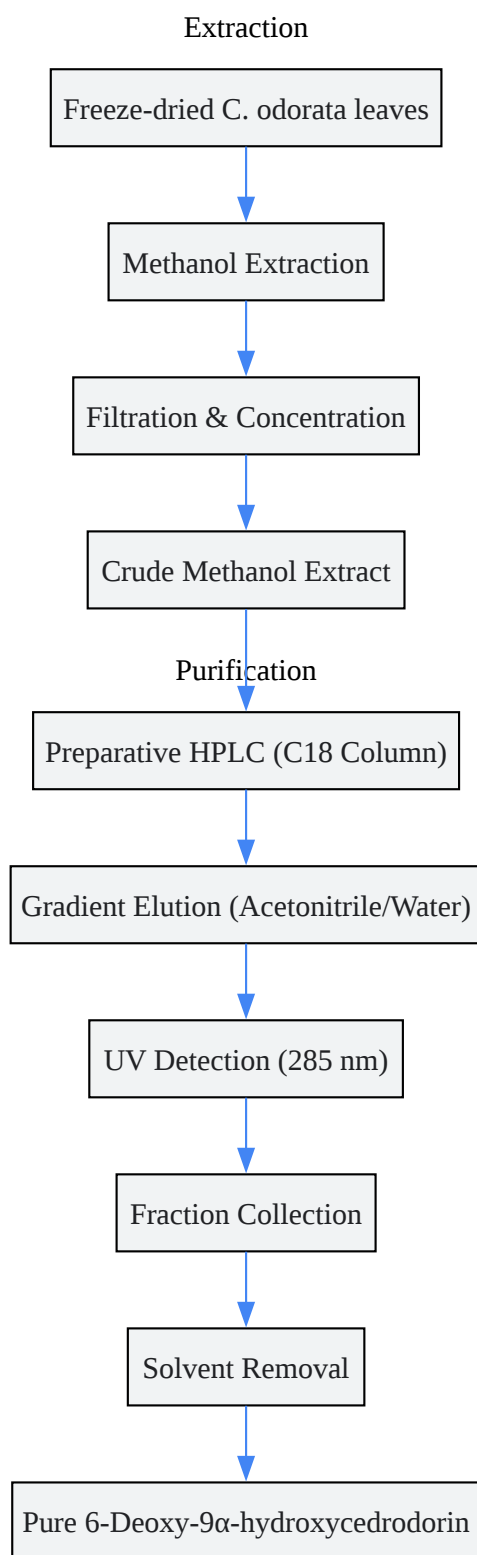 Extraction
Freeze-dried C. odorata leaves
Methanol Extraction
Filtration & Concentration
Crude Methanol Extract
Purification
Preparative HPLC (C18 Column)
Gradient Elution (Acetonitrile/Water)
UV Detection (285 nm)
Fraction Collection
Solvent Removal
Pure 6-Deoxy-9α-hydroxycedrodorin